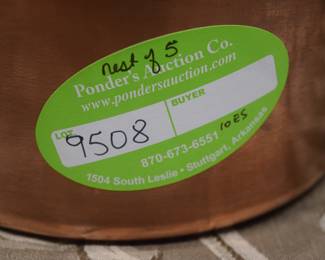 nest of 5
Ponder's Auction Co.
www.pondersauction.com
LOT
BUYER
9508
870-673-6551
10ES
1504 South Leslie • Stuttgart, Arkansas